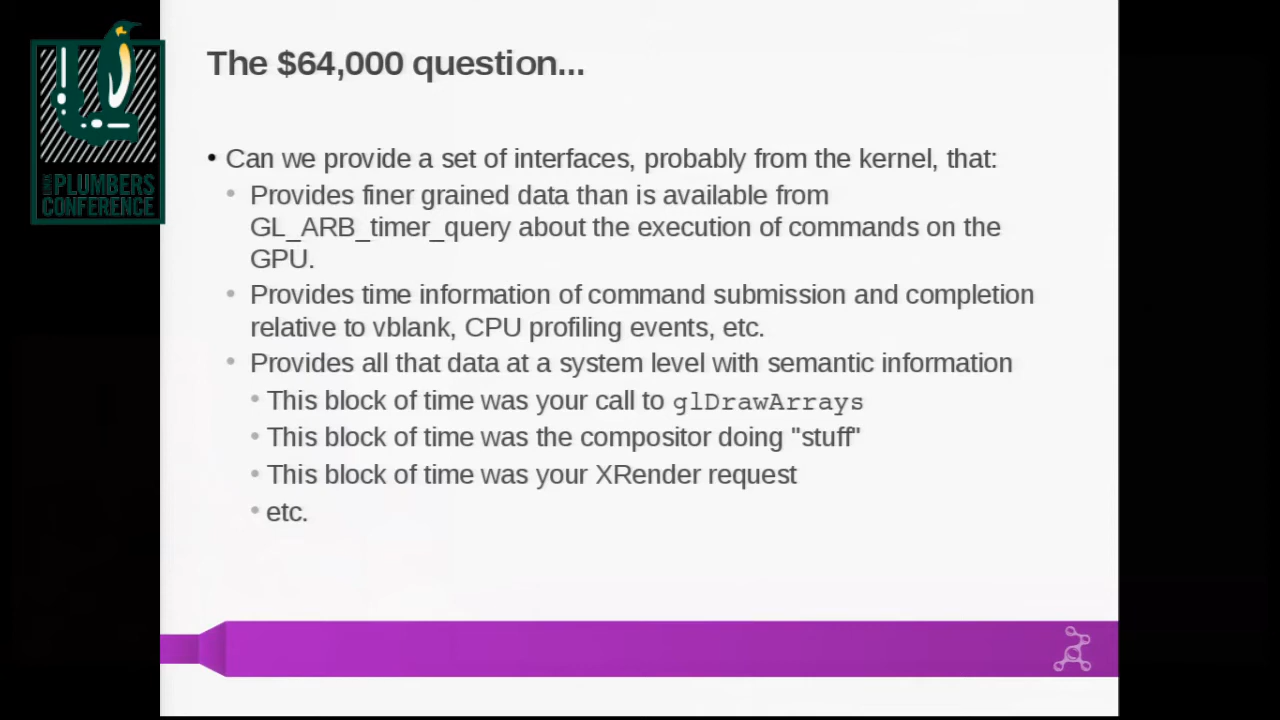 The $64,000 question...
LINUX
PLUMBERS
CONFERENCE
• Can we provide a set of interfaces, probably from the kernel, that:
• Provides finer grained data than is available from
GL_ARB_timer_query about the execution of commands on the
GPU.
• Provides time information of command submission and completion
relative to vblank, CPU profiling events, etc.
• Provides all that data at a system level with semantic information
• This block of time was your call to glDrawArrays
• This block of time was the compositor doing "stuff"
• This block of time was your XRender request
• etc.